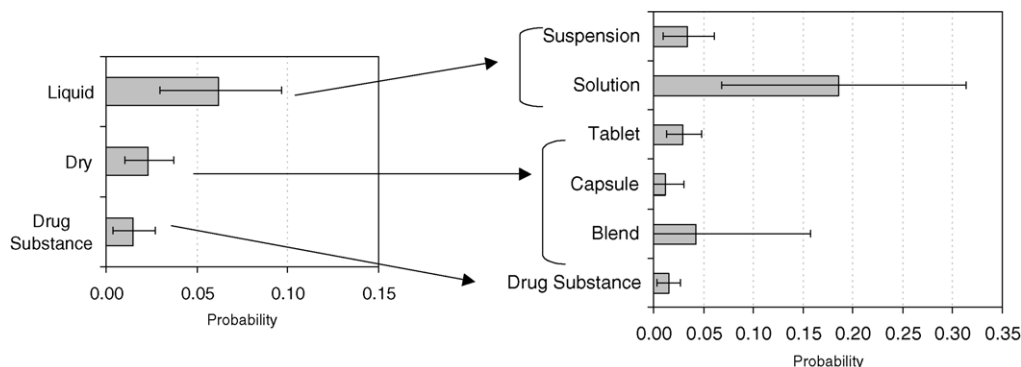 Liquid
Dry
Drug
Substance
0.00 0.05 0.10 0.15
Probability
Suspension
Solution
Tablet
Capsule
Blend
Drug Substance
0.00 0.05 0.10 0.15 0.20 0.25 0.30 0.35
Probability